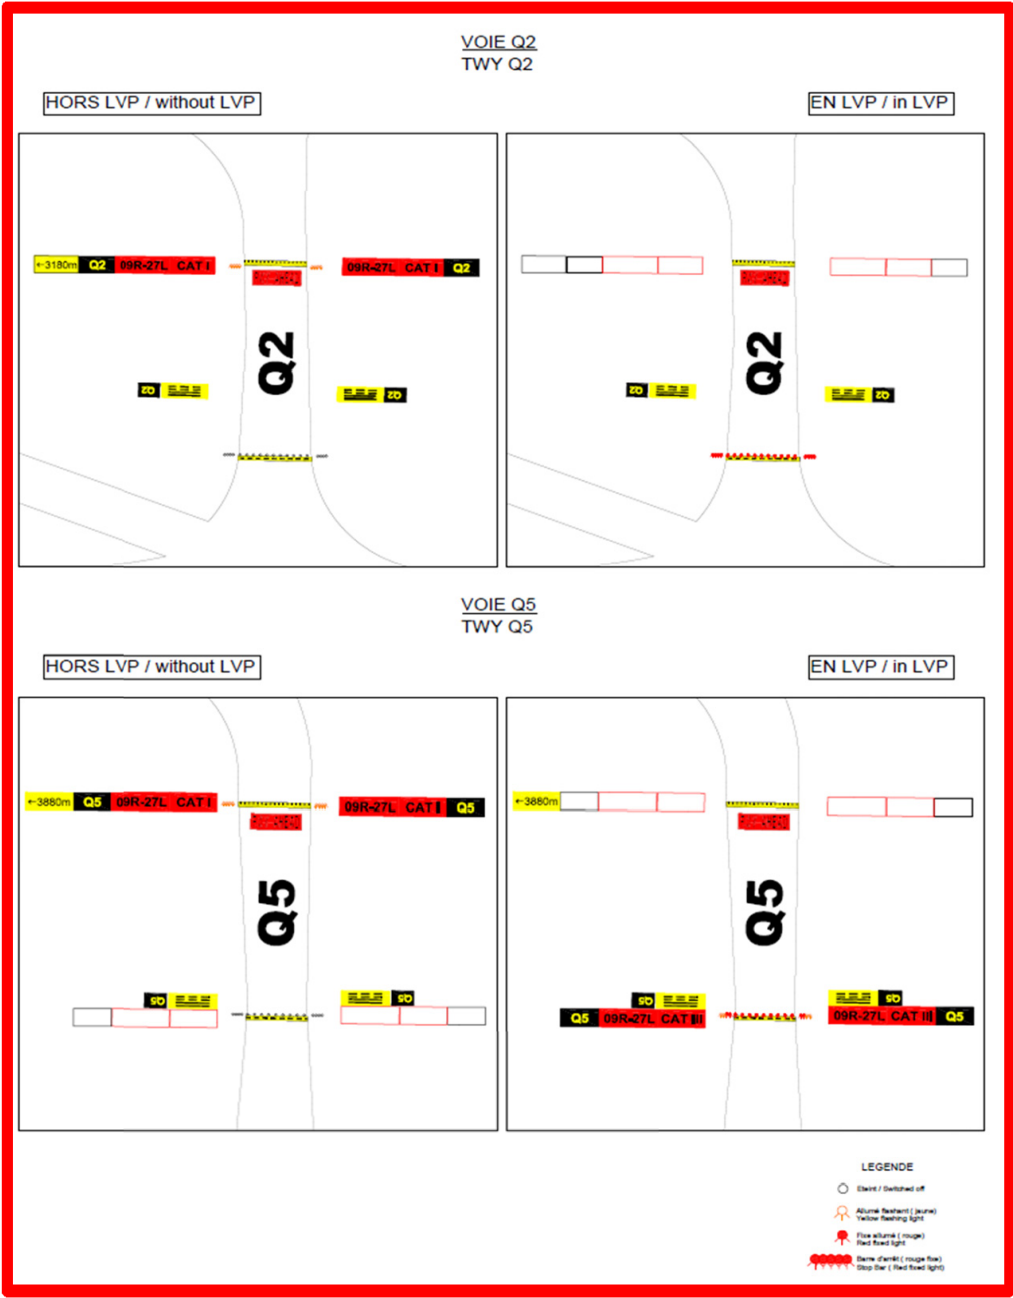 VOIE Q2
TWY Q2
HORS LVP / without LVP
EN LVP / in LVP
←3180m Q2 09R-27L CAT I
09R-27L CAT I Q2
Q2
Q2
Q2
Q2
Q2
Q2
VOIE Q5
TWY Q5
HORS LVP / without LVP
EN LVP / in LVP
←3880m Q5 09R-27L CAT I
09R-27L CAT I Q5
←3880m
Q5
Q5
Q5
Q5
Q5
Q5
Q5 09R-27L CAT III
09R-27L CAT III Q5
LEGENDE
Eteint / Switched off
Allumé flashant ( jaune)
Yellow flashing light
Fixe allumé ( rouge)
Red fixed light
Barre d'arrêt ( rouge fixe)
Stop Bar ( Red fixed light)